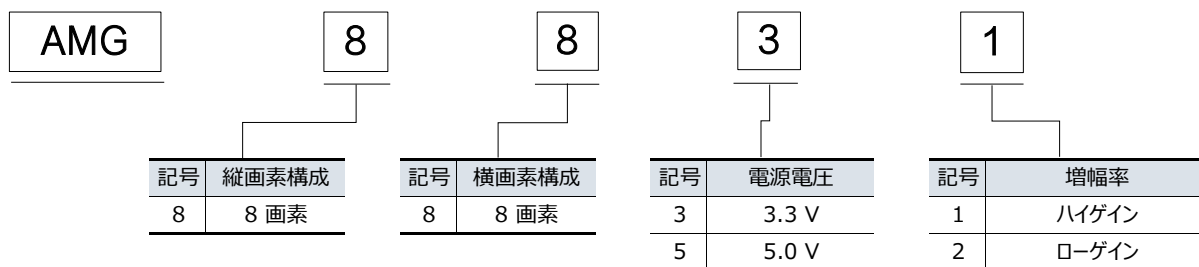 AMG 8 8 3 1
記号 縦画素構成 記号 横画素構成 記号 電源電圧 記号 増幅率
8 8 画素 8 8 画素 3 3.3 V 1 ハイゲイン
5 5.0 V 2 ローゲイン